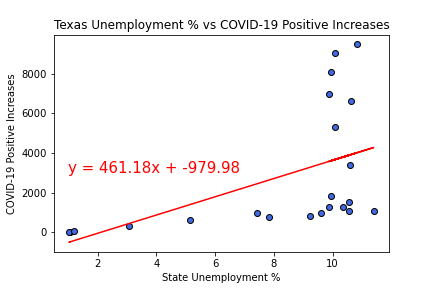 Texas Unemployment % vs COVID-19 Positive Increases
COVID-19 Positive Increases
8000
6000
4000
2000
0
y = 461.18x + -979.98
2 4 6 8 10
State Unemployment %